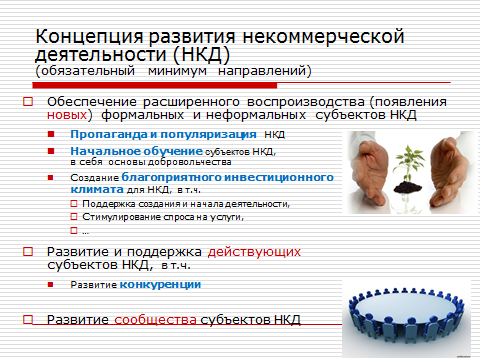 Концепция развития некоммерческой
деятельности (НКД)
(обязательный минимум направлений)
Обеспечение расширенного воспроизводства (появления
новых) формальных и неформальных субъектов НКД
Пропаганда и популяризация НКД
Начальное обучение субъектов НКД,
в себя основы добровольчества
Создание благоприятного инвестиционного
климата для НКД, в т.ч.
Поддержка создания и начала деятельности,
Стимулирование спроса на услуги,
...
Развитие и поддержка действующих
субъектов НКД, в т.ч.
Развитие конкуренции
Развитие сообщества субъектов НКД